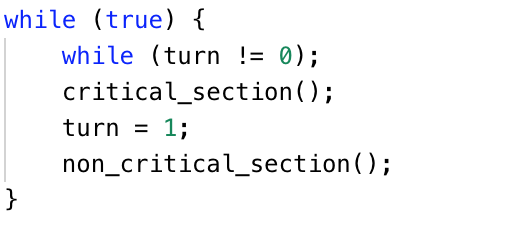 while (true) {
    while (turn != 0);
    critical_section();
    turn = 1;
    non_critical_section();
}